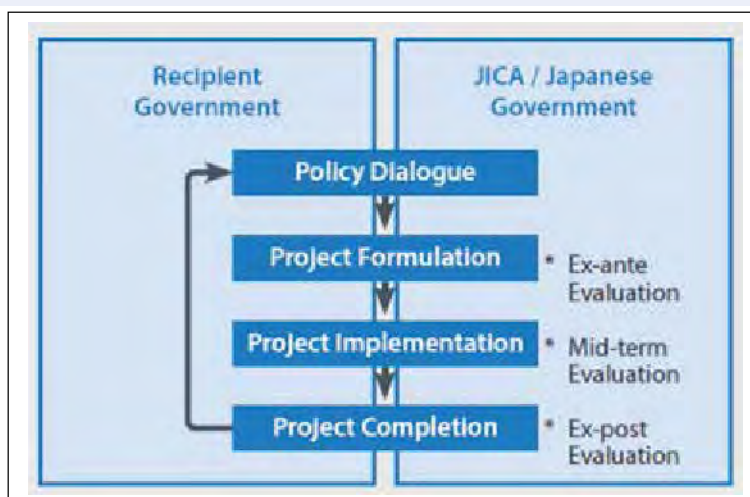 Recipient
Government
JICA / Japanese
Government
Policy Dialogue
Project Formulation
* Ex-ante
Evaluation
Project Implementation
* Mid-term
Evaluation
Project Completion
* Ex-post
Evaluation